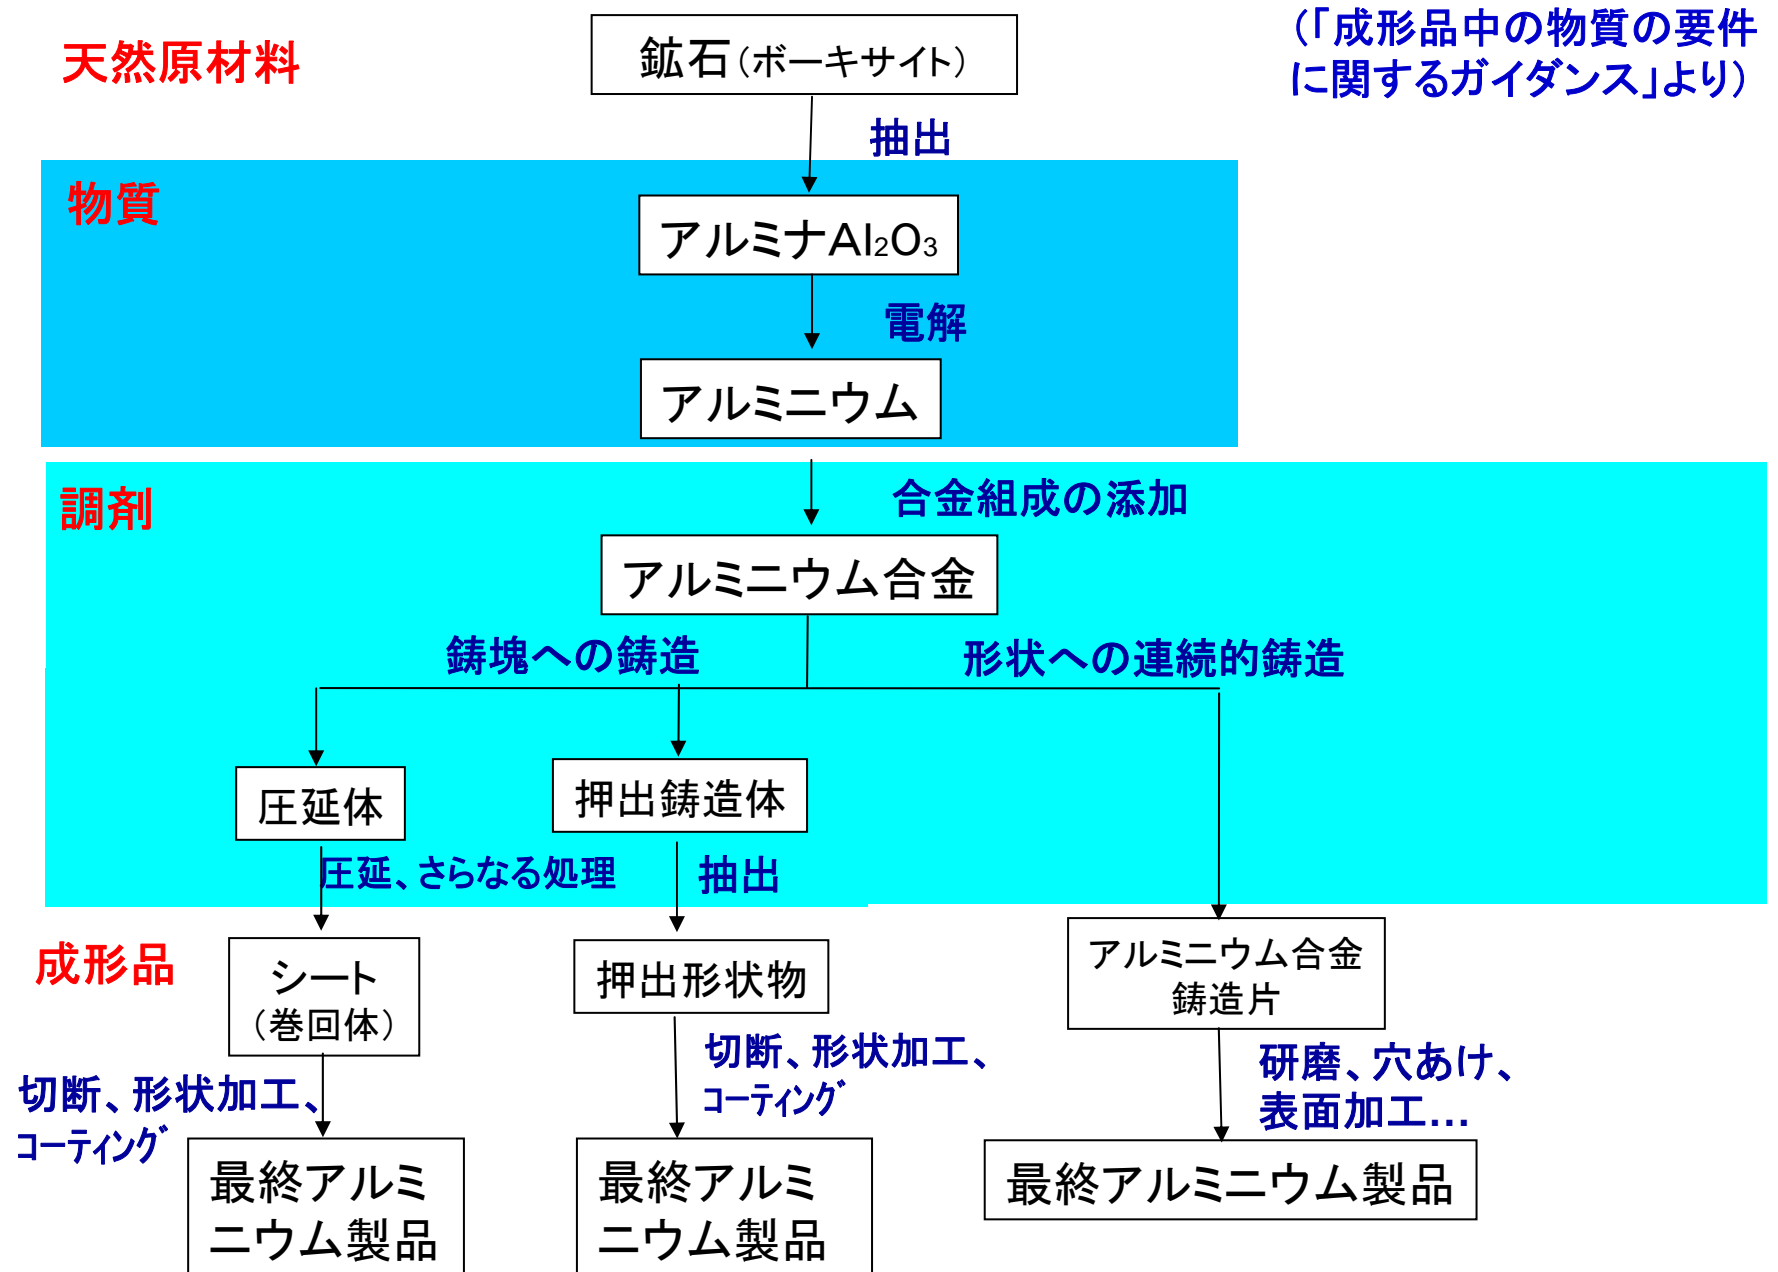 天然原材料
鉱石(ボーキサイト)
(「成形品中の物質の要件
に関するガイダンス」より)
抽出
物質
アルミナAl₂O₃
電解
アルミニウム
調剤
合金組成の添加
アルミニウム合金
鋳塊への鋳造
形状への連続的鋳造
圧延体
押出鋳造体
圧延、さらなる処理
抽出
成形品
シート
(巻回体)
押出形状物
アルミニウム合金
鋳造片
切断、形状加工、
コーティング
切断、形状加工、
コーティング
研磨、穴あけ、
表面加工…
最終アルミ
ニウム製品
最終アルミ
ニウム製品
最終アルミニウム製品